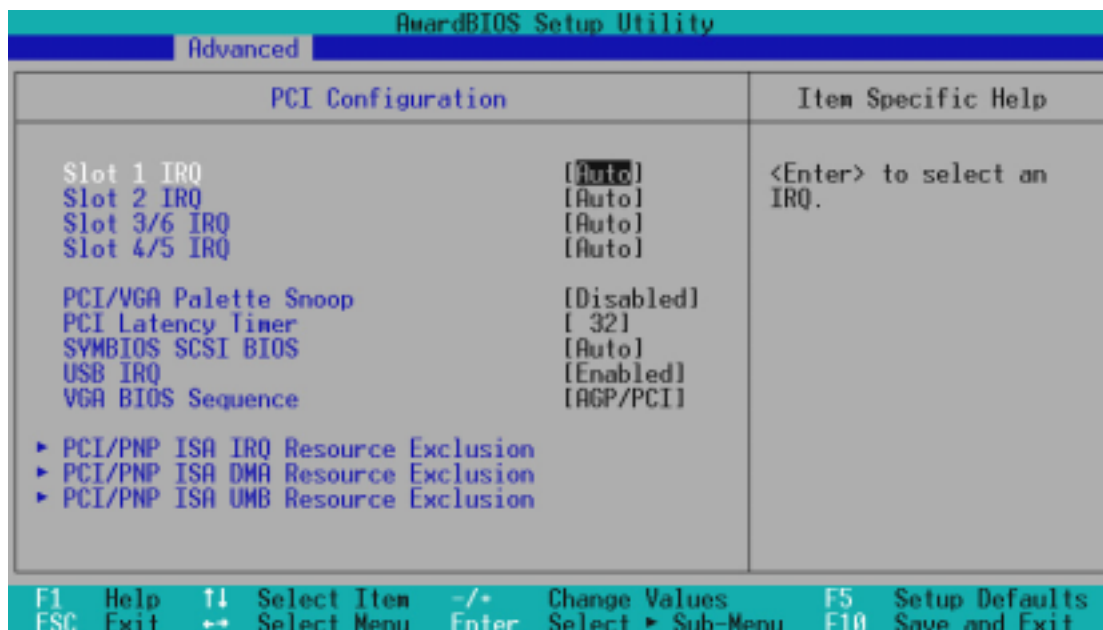 AwardBIOS Setup Utility
Advanced
PCI Configuration
Item Specific Help
Slot 1 IRQ [Auto]
Slot 2 IRQ [Auto]
Slot 3/6 IRQ [Auto]
Slot 4/5 IRQ [Auto]
<Enter> to select an
IRQ.
PCI/VGA Palette Snoop [Disabled]
PCI Latency Timer [ 32]
SYMBIOS SCSI BIOS [Auto]
USB IRQ [Enabled]
VGA BIOS Sequence [AGP/PCI]
► PCI/PNP ISA IRQ Resource Exclusion
► PCI/PNP ISA DMA Resource Exclusion
► PCI/PNP ISA UMB Resource Exclusion
F1 Help ↑↓ Select Item -/+ Change Values F5 Setup Defaults
ESC Exit ←→ Select Menu Enter Select ► Sub-Menu F10 Save and Exit